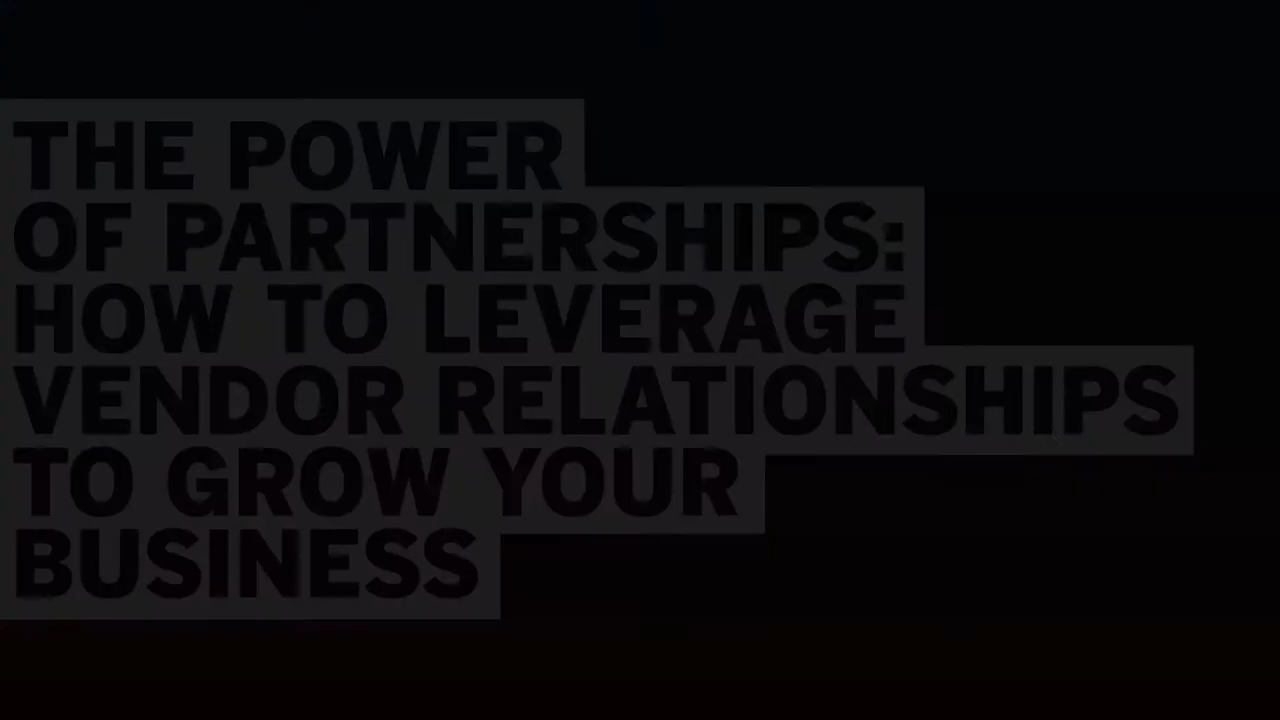 THE POWER
OF PARTNERSHIPS:
HOW TO LEVERAGE
VENDOR RELATIONSHIPS
TO GROW YOUR
BUSINESS